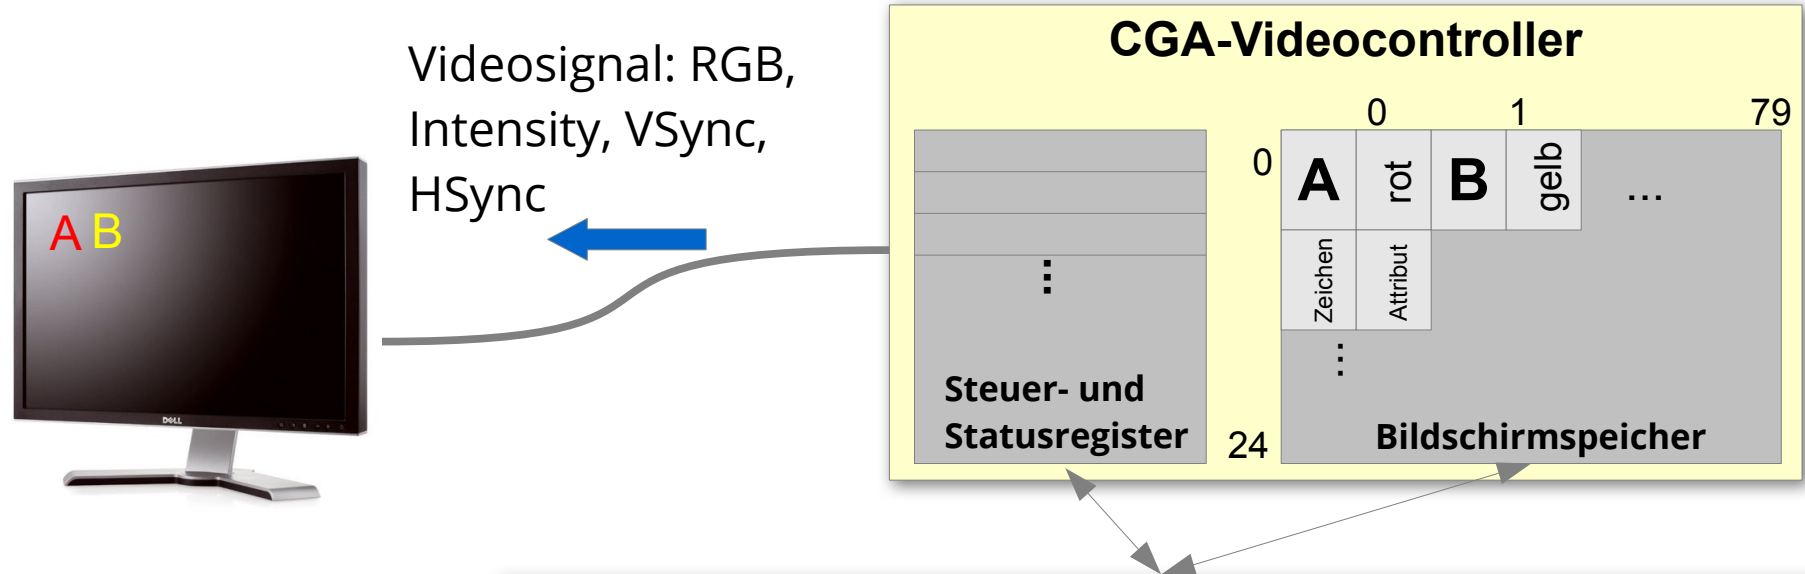 CGA-Videocontroller
Videosignal: RGB,
Intensity, VSync,
HSync
0 1 79
0 A rot B gelb ...
Zeichen Attribut
⋮
⋮
Steuer- und
Statusregister
24
Bildschirmspeicher
A B
DELL